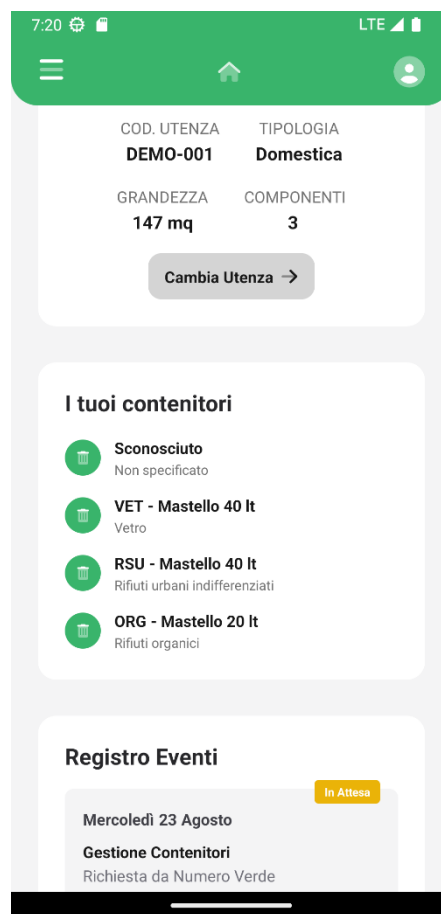 7:20
LTE
COD. UTENZA
TIPOLOGIA
DEMO-001
Domestica
GRANDEZZA
COMPONENTI
147 mq
3
Cambia Utenza →
I tuoi contenitori
Sconosciuto
Non specificato
VET - Mastello 40 lt
Vetro
RSU - Mastello 40 lt
Rifiuti urbani indifferenziati
ORG - Mastello 20 lt
Rifiuti organici
Registro Eventi
In Attesa
Mercoledì 23 Agosto
Gestione Contenitori
Richiesta da Numero Verde